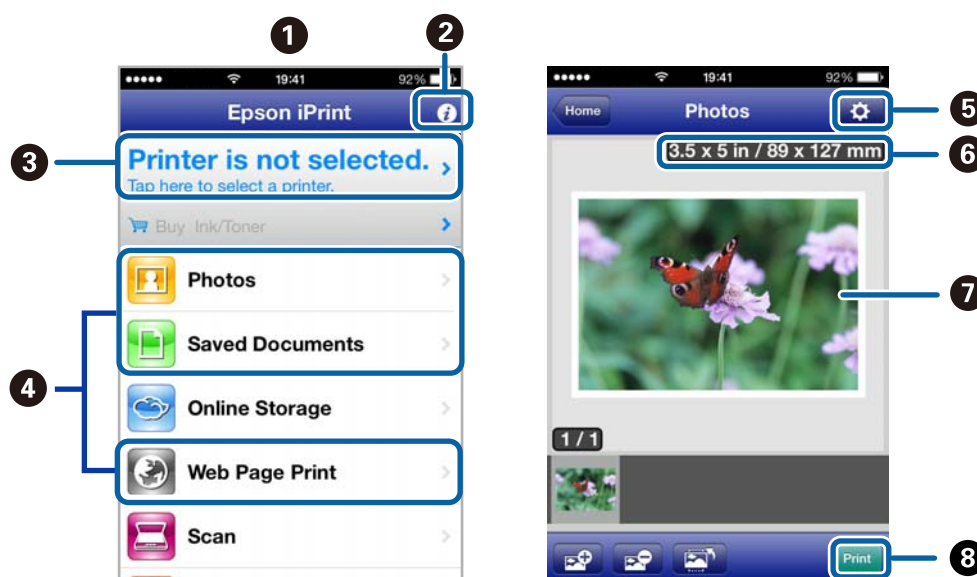 1
2
19:41
92%
Epson iPrint
i
3
Printer is not selected.
Tap here to select a printer.
Buy Ink/Toner
Photos
Saved Documents
4
Online Storage
Web Page Print
Scan
19:41
92%
Home
Photos
5
3.5 x 5 in / 89 x 127 mm
6
7
1 / 1
Print
8